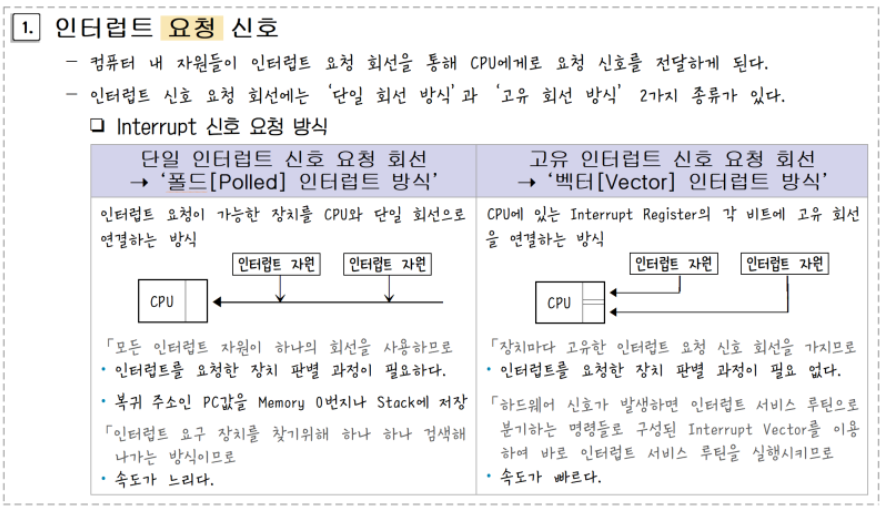 1. 인터럽트 요청 신호
- 컴퓨터 내 자원들이 인터럽트 요청 회선을 통해 CPU에게로 요청 신호를 전달하게 된다.
- 인터럽트 신호 요청 회선에는 ‘단일 회선 방식’과 ‘고유 회선 방식’ 2가지 종류가 있다.
❏ Interrupt 신호 요청 방식
단일 인터럽트 신호 요청 회선
→ ‘폴드[Polled] 인터럽트 방식’
인터럽트 요청이 가능한 장치를 CPU와 단일 회선으로
연결하는 방식
인터럽트 자원 인터럽트 자원
CPU
「모든 인터럽트 자원이 하나의 회선을 사용하므로
• 인터럽트를 요청한 장치 판별 과정이 필요하다.
• 복귀 주소인 PC값을 Memory 0번지나 Stack에 저장
「인터럽트 요구 장치를 찾기위해 하나 하나 검색해
나가는 방식이므로
• 속도가 느리다.
고유 인터럽트 신호 요청 회선
→ ‘벡터[Vector] 인터럽트 방식’
CPU에 있는 Interrupt Register의 각 비트에 고유 회선
을 연결하는 방식
인터럽트 자원 인터럽트 자원
CPU
「장치마다 고유한 인터럽트 요청 신호 회선을 가지므로
• 인터럽트를 요청한 장치 판별 과정이 필요 없다.
「하드웨어 신호가 발생하면 인터럽트 서비스 루틴으로
분기하는 명령들로 구성된 Interrupt Vector를 이용
하여 바로 인터럽트 서비스 루틴을 실행시키므로
• 속도가 빠르다.